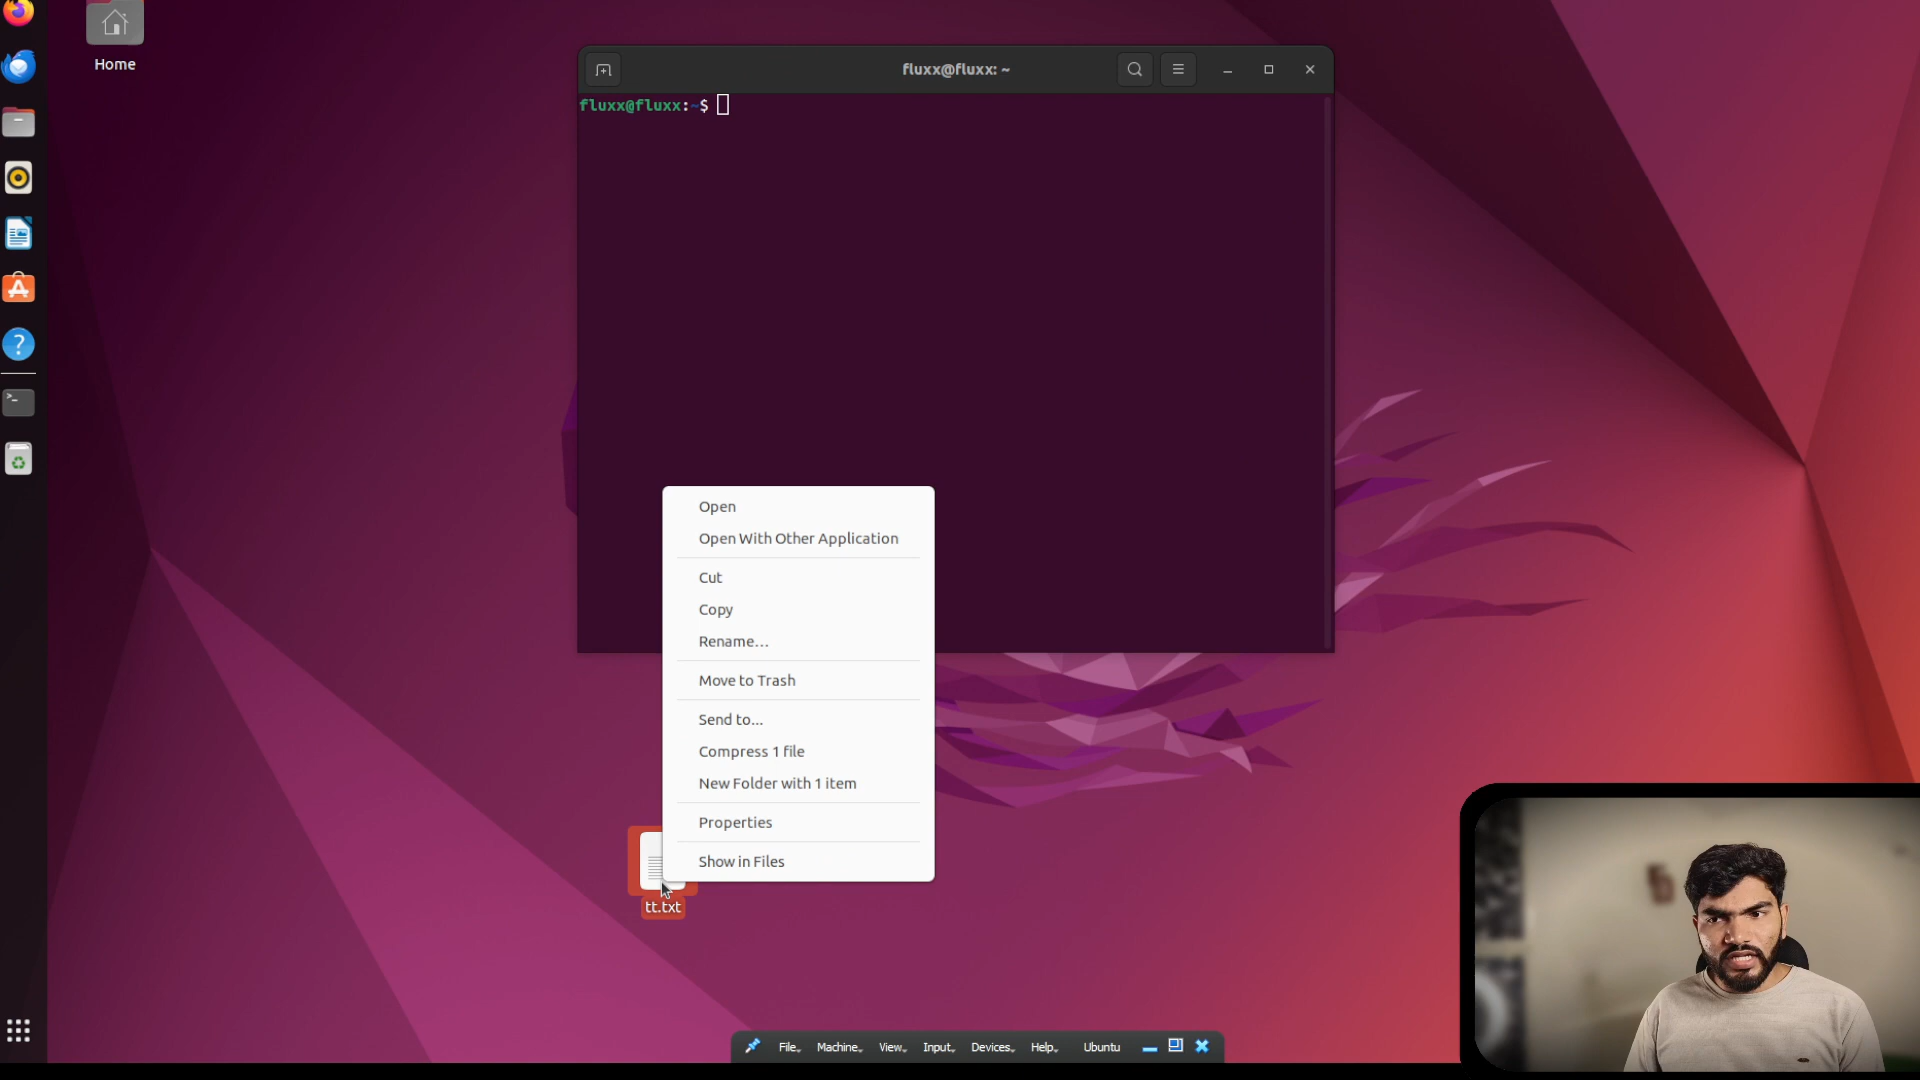 Home
fluxx@fluxx: ~
fluxx@fluxx:~$
Open
Open With Other Application
Cut
Copy
Rename…
Move to Trash
Send to...
Compress 1 file
New Folder with 1 item
Properties
Show in Files
tt.txt
File Machine View Input Devices Help Ubuntu